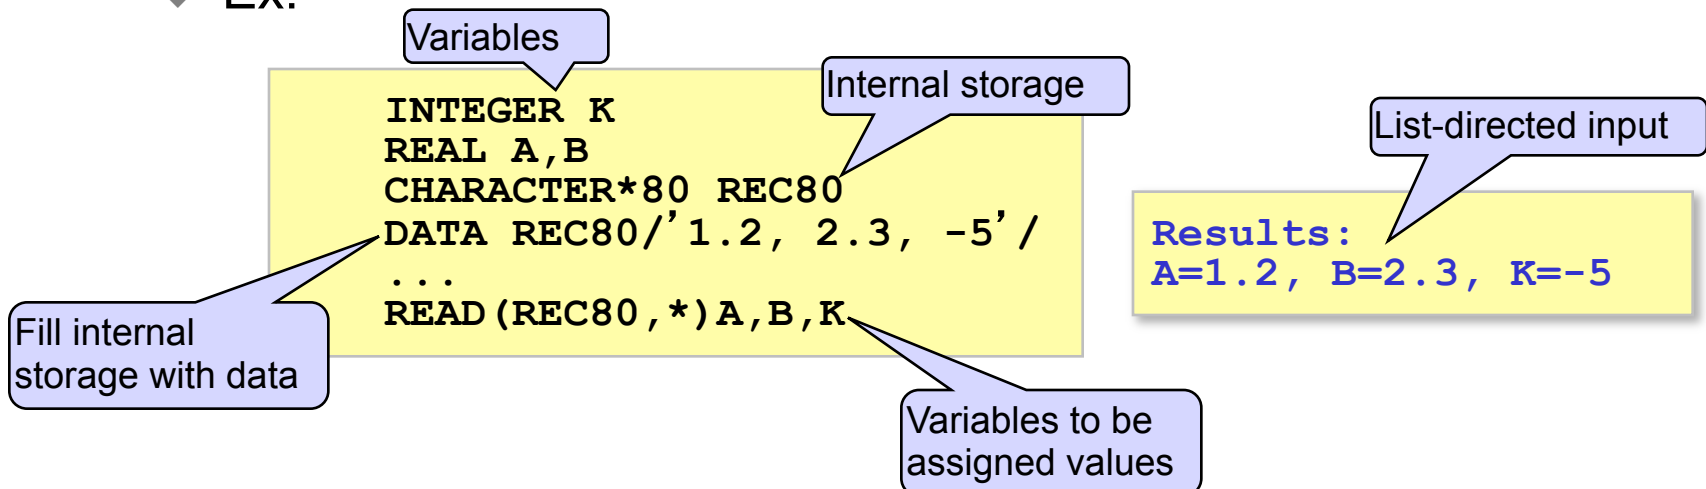 Ex:
Variables
Internal storage
List-directed input
INTEGER K
REAL A,B
CHARACTER*80 REC80
DATA REC80/’1.2, 2.3, -5’/
...
READ(REC80,*)A,B,K
Results:
A=1.2, B=2.3, K=-5
Fill internal
storage with data
Variables to be
assigned values